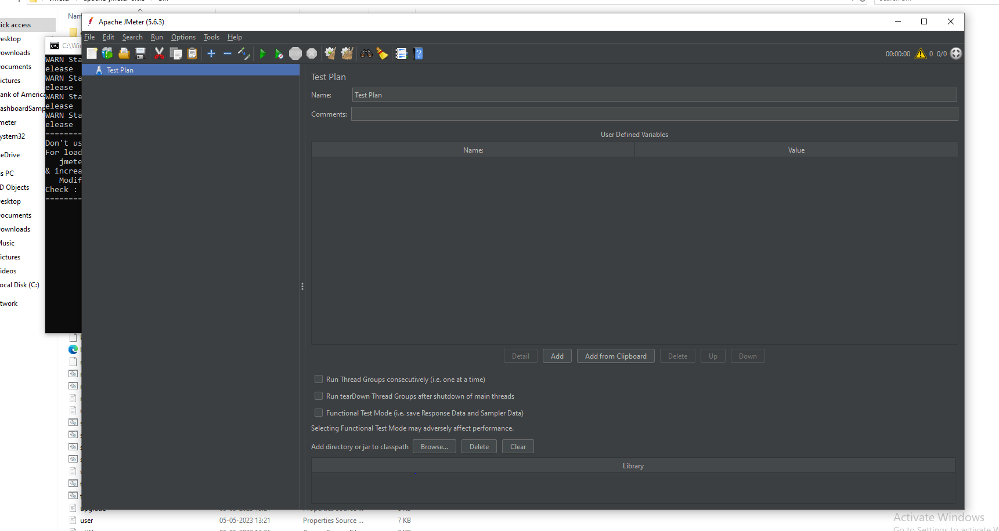 Apache JMeter (5.6.3)
File Edit Search Run Options Tools Help
00:00:00 0 0/0
Test Plan
Test Plan
Name: Test Plan
Comments:
User Defined Variables
Name: Value
Detail Add Add from Clipboard Delete Up Down
Run Thread Groups consecutively (i.e. one at a time)
Run tearDown Thread Groups after shutdown of main threads
Functional Test Mode (i.e. save Response Data and Sampler Data)
Selecting Functional Test Mode may adversely affect performance.
Add directory or jar to classpath Browse... Delete Clear
Library
Nam
ick access
esktop
ownloads
ocuments
ictures
ank of America
ashboardSamp
meter
ystem32
eDrive
is PC
D Objects
esktop
ocuments
ownloads
Music
ictures
ideos
ocal Disk (C:)
twork
C:\Win
WARN Sta
elease
WARN Sta
elease
WARN Sta
elease
WARN Sta
elease
=========
Don't us
For load
jmete
& increa
Modif
Check :
=========
user 05-05-2023 13:21 Properties Source ... 7 KB
Activate Windows
Go to Settings to activate W